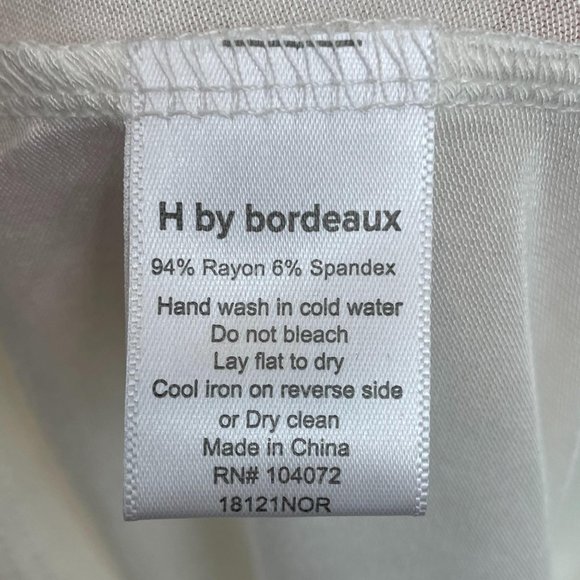 H by bordeaux
94% Rayon 6% Spandex
Hand wash in cold water
Do not bleach
Lay flat to dry
Cool iron on reverse side
or Dry clean
Made in China
RN# 104072
18121NOR